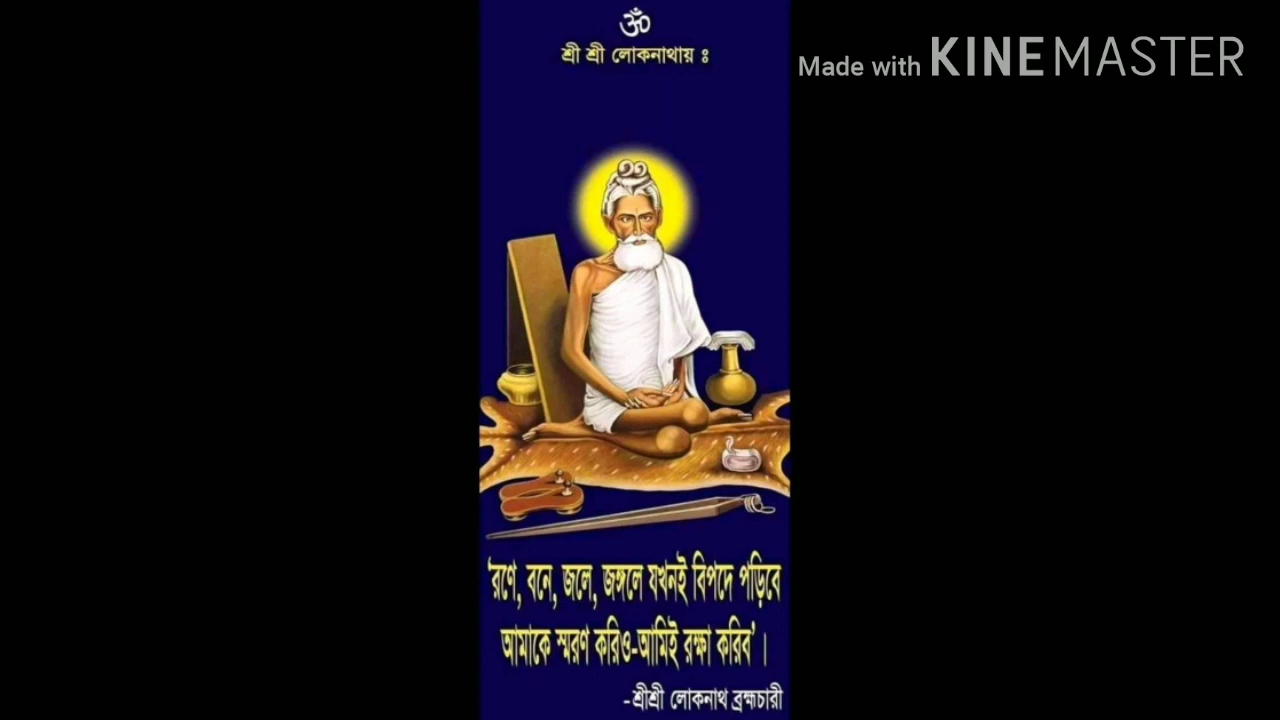 ॐ
শ্রী শ্রী লোকনাথায় ঃ
Made with KINEMASTER
‘রণে, বনে, জলে, জঙ্গলে যখনই বিপদে পড়িবে
আমাকে স্মরণ করিও-আমিই রক্ষা করিব’।
-শ্রীশ্রী লোকনাথ ব্রহ্মচারী